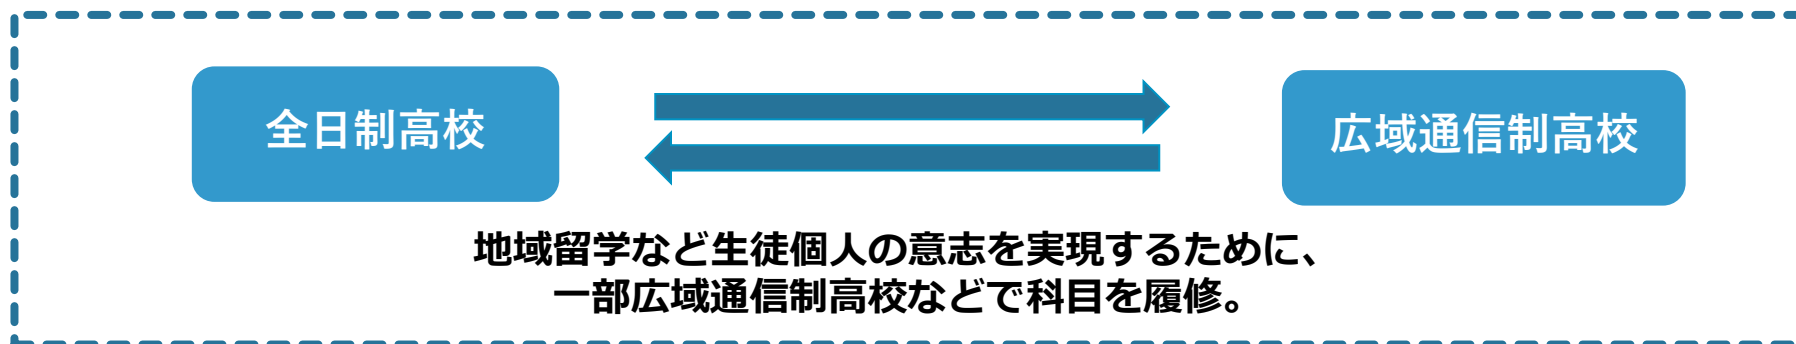 全日制高校
広域通信制高校
地域留学など生徒個人の意志を実現するために、
一部広域通信制高校などで科目を履修。